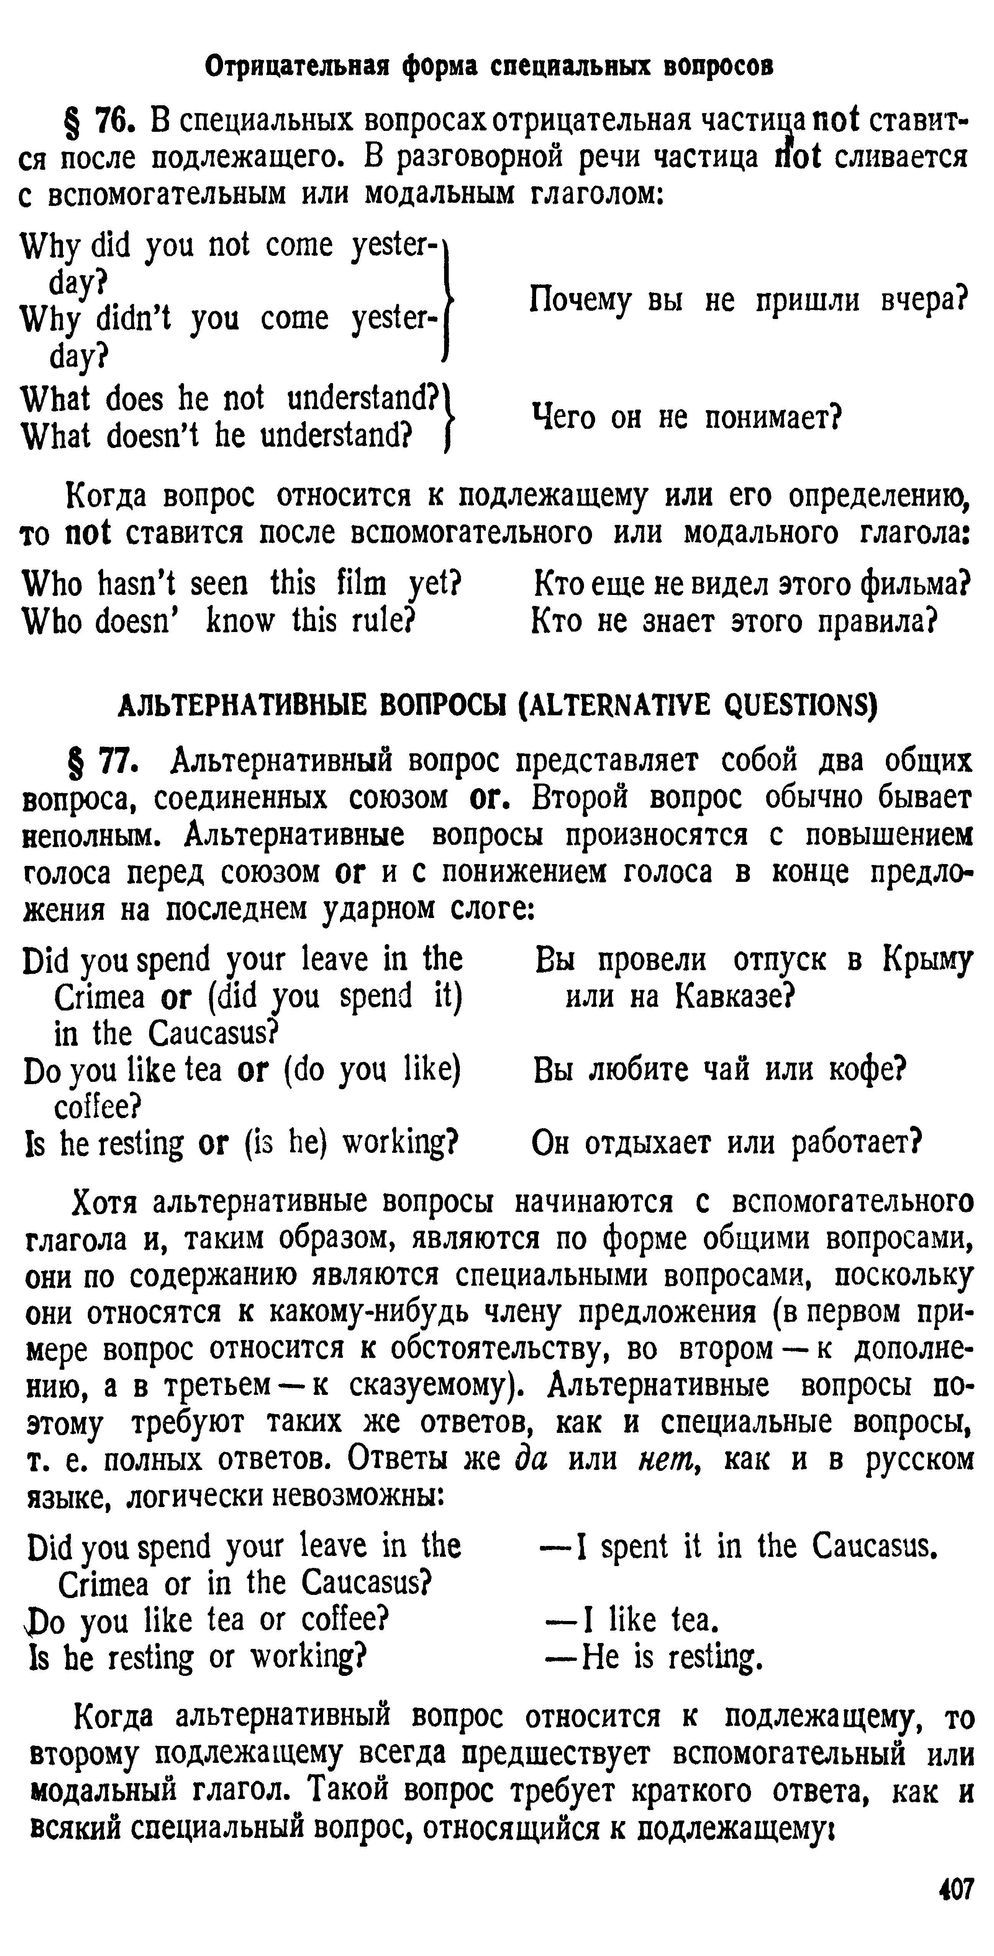 Отрицательная форма специальных вопросов
§ 76. В специальных вопросах отрицательная частица not ставит-
ся после подлежащего. В разговорной речи частица not сливается
с вспомогательным или модальным глаголом:
Why did you not come yester-
day?
Why didn't you come yester-
day?
Почему вы не пришли вчера?
What does he not understand?
What doesn't he understand?
Чего он не понимает?
Когда вопрос относится к подлежащему или его определению,
то not ставится после вспомогательного или модального глагола:
Who hasn't seen this film yet? Кто еще не видел этого фильма?
Who doesn' know this rule? Кто не знает этого правила?
АЛЬТЕРНАТИВНЫЕ ВОПРОСЫ (ALTERNATIVE QUESTIONS)
§ 77. Альтернативный вопрос представляет собой два общих
вопроса, соединенных союзом or. Второй вопрос обычно бывает
неполным. Альтернативные вопросы произносятся с повышением
голоса перед союзом or и с понижением голоса в конце предло-
жения на последнем ударном слоге:
Did you spend your leave in the
Crimea or (did you spend it)
in the Caucasus?
Вы провели отпуск в Крыму
или на Кавказе?
Do you like tea or (do you like)
coffee?
Вы любите чай или кофе?
Is he resting or (is he) working? Он отдыхает или работает?
Хотя альтернативные вопросы начинаются с вспомогательного
глагола и, таким образом, являются по форме общими вопросами,
они по содержанию являются специальными вопросами, поскольку
они относятся к какому-нибудь члену предложения (в первом при-
мере вопрос относится к обстоятельству, во втором — к дополне-
нию, а в третьем — к сказуемому). Альтернативные вопросы по-
этому требуют таких же ответов, как и специальные вопросы,
т. е. полных ответов. Ответы же да или нет, как и в русском
языке, логически невозможны:
Did you spend your leave in the
Crimea or in the Caucasus?
— I spent it in the Caucasus.
Do you like tea or coffee? — I like tea.
Is he resting or working? — He is resting.
Когда альтернативный вопрос относится к подлежащему, то
второму подлежащему всегда предшествует вспомогательный или
модальный глагол. Такой вопрос требует краткого ответа, как и
всякий специальный вопрос, относящийся к подлежащему:
407